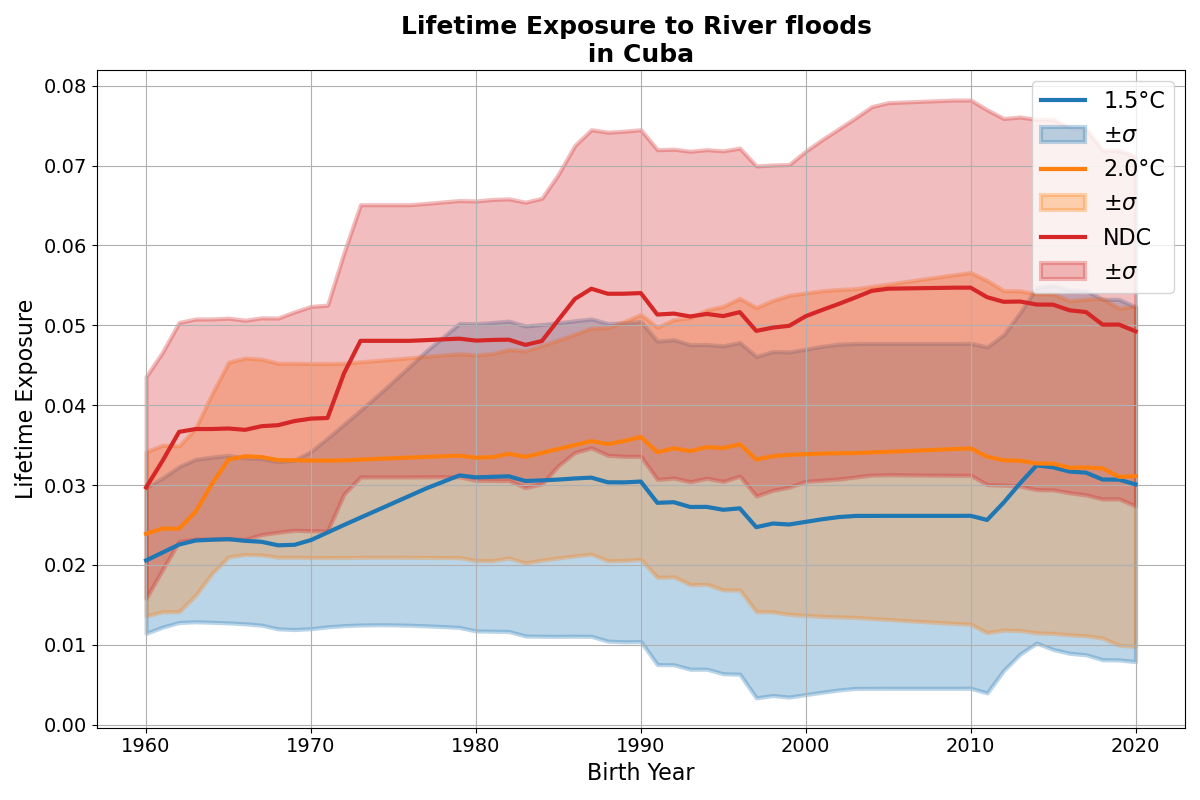 Lifetime Exposure to River floods
in Cuba
Lifetime Exposure
0.08
0.07
0.06
0.05
0.04
0.03
0.02
0.01
0.00
1.5°C
±σ
2.0°C
±σ
NDC
±σ
1960 1970 1980 1990 2000 2010 2020
Birth Year